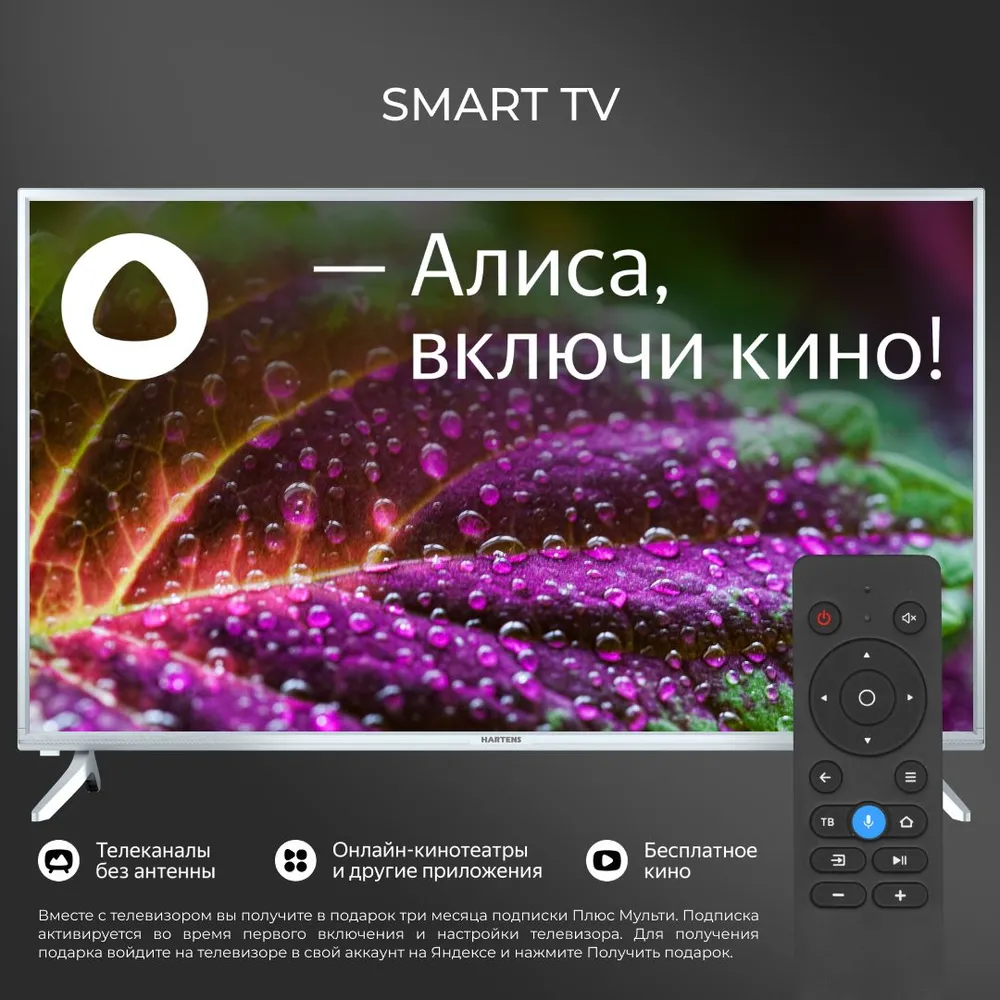 SMART TV
— Алиса,
включи кино!
HARTENS
ТВ
Телеканалы
без антенны
Онлайн-кинотеатры
и другие приложения
Бесплатное
кино
Вместе с телевизором вы получите в подарок три месяца подписки Плюс Мульти. Подписка
активируется во время первого включения и настройки телевизора. Для получения
подарка войдите на телевизоре в свой аккаунт на Яндексе и нажмите Получить подарок.